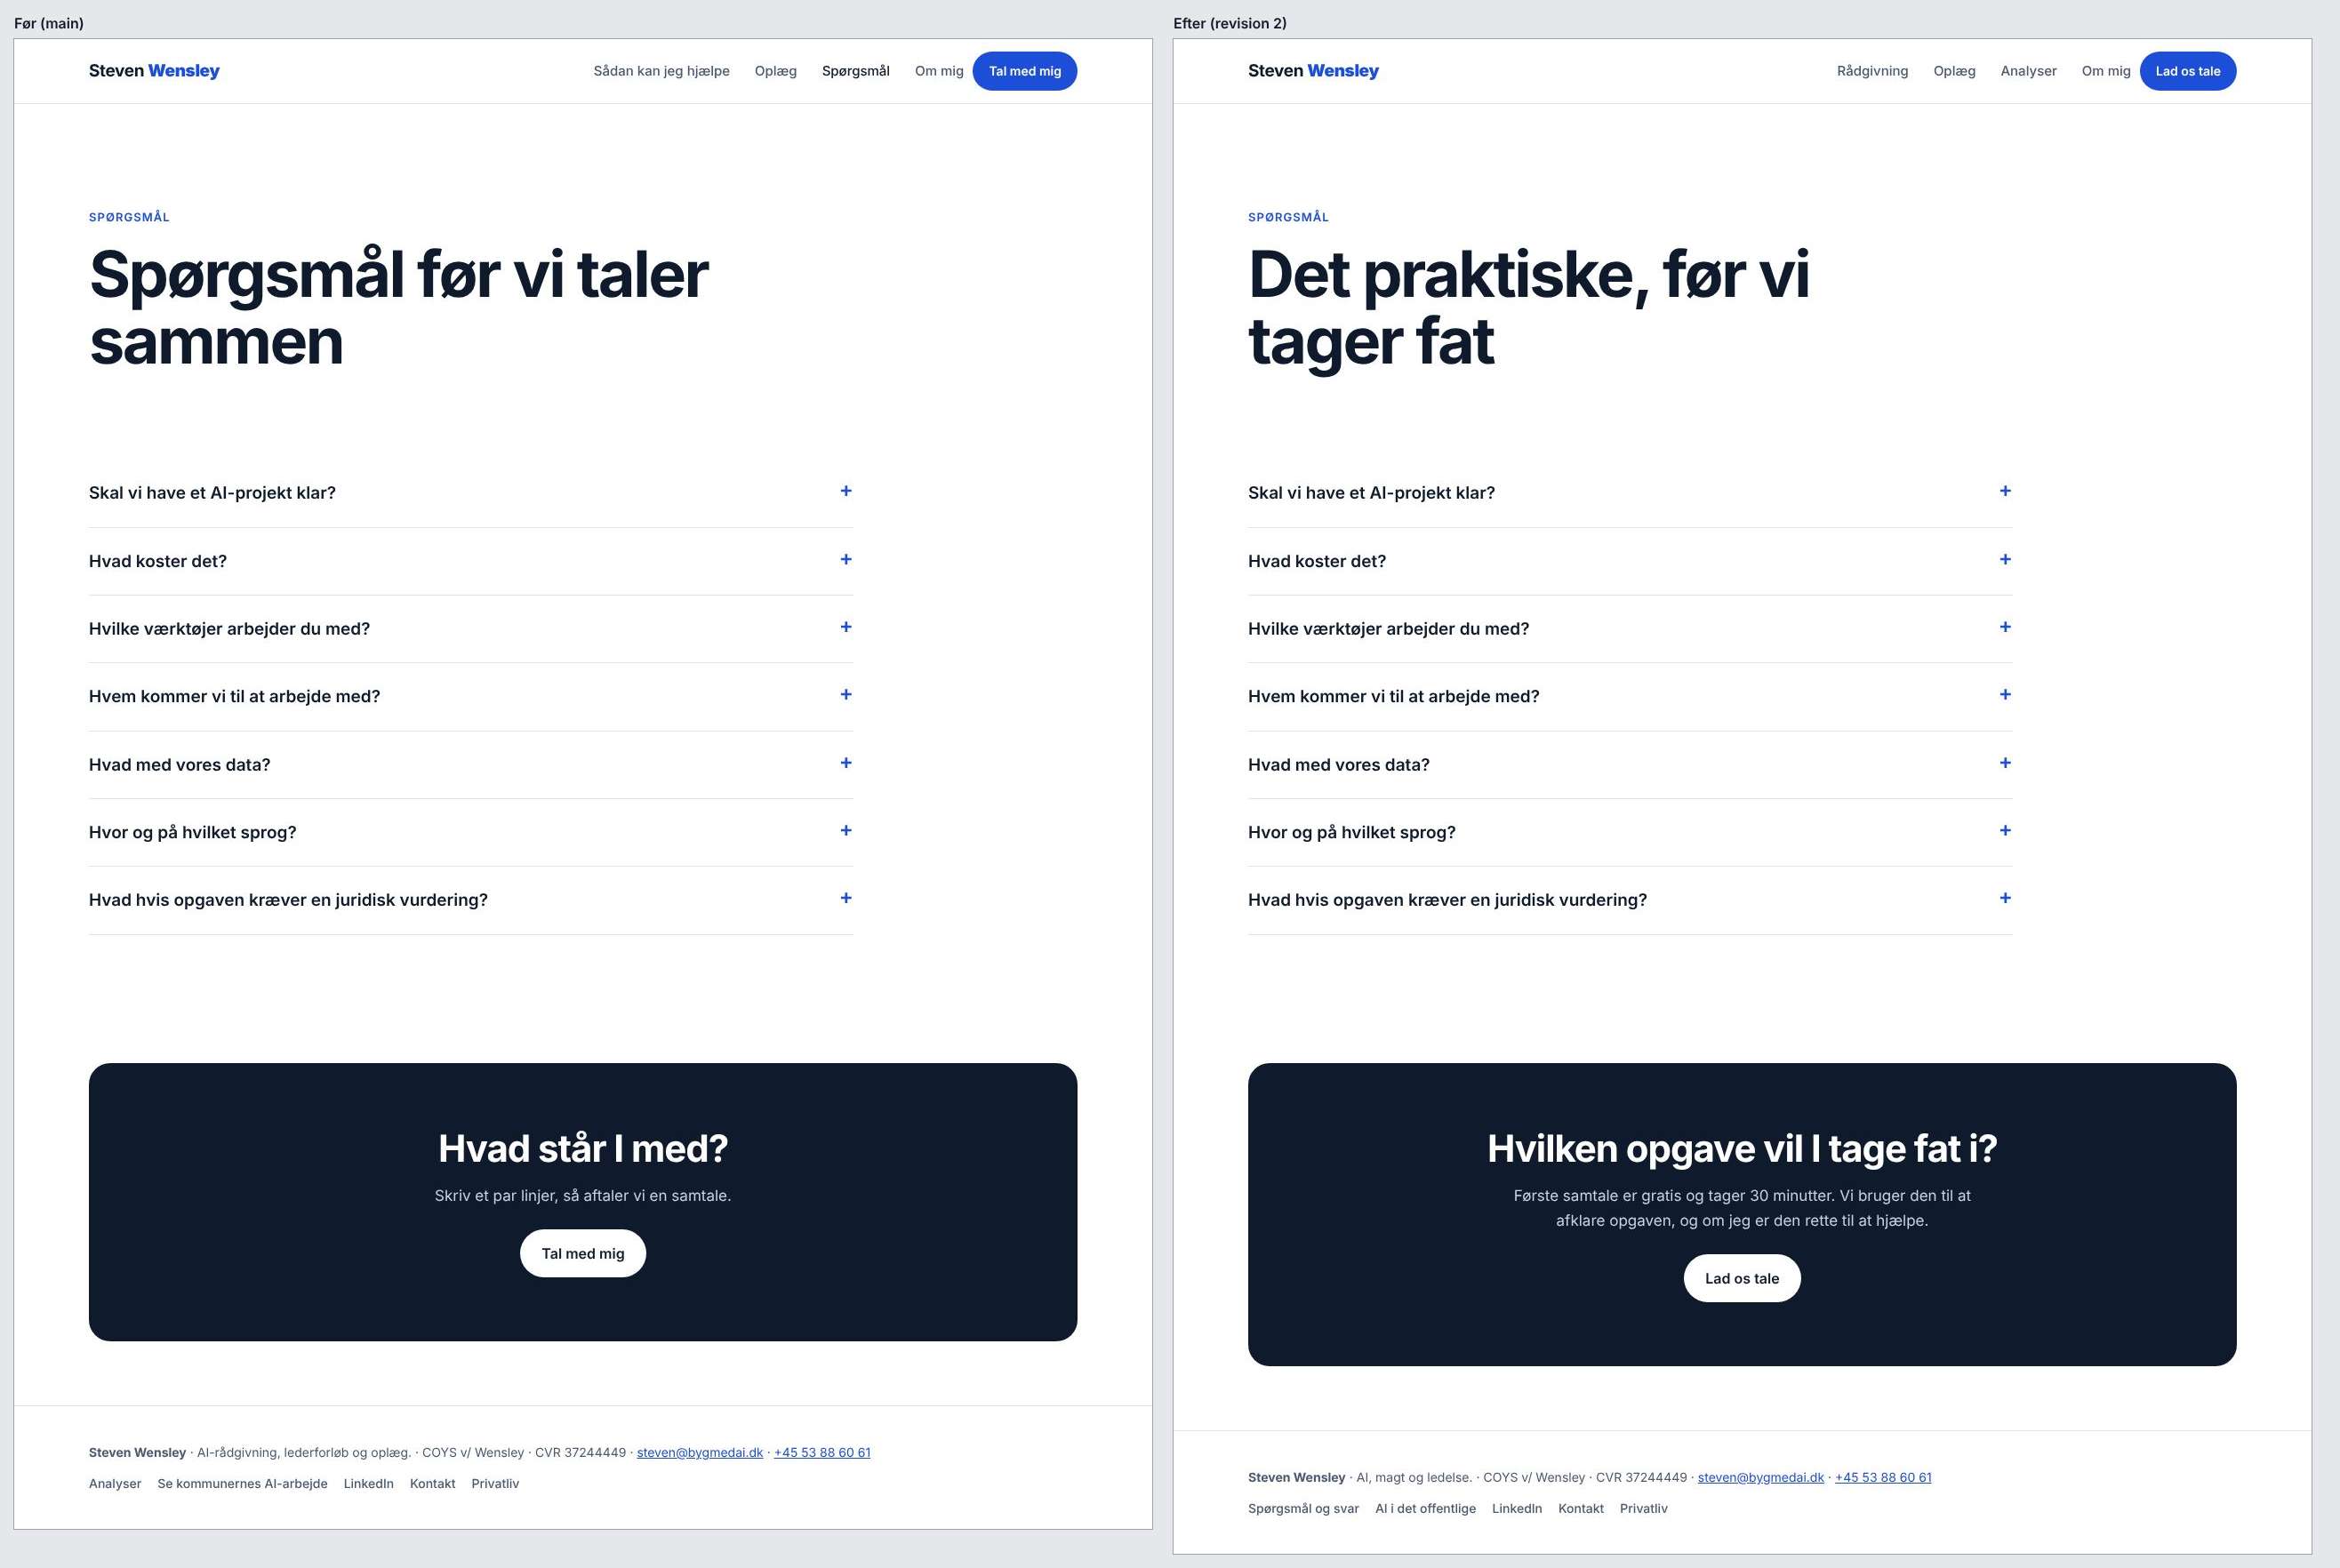 Før (main)
Steven Wensley
Sådan kan jeg hjælpe Oplæg Spørgsmål Om mig Tal med mig
SPØRGSMÅL
Spørgsmål før vi taler
sammen
Skal vi have et AI-projekt klar? +
Hvad koster det? +
Hvilke værktøjer arbejder du med? +
Hvem kommer vi til at arbejde med? +
Hvad med vores data? +
Hvor og på hvilket sprog? +
Hvad hvis opgaven kræver en juridisk vurdering? +
Hvad står I med?
Skriv et par linjer, så aftaler vi en samtale.
Tal med mig
Steven Wensley · AI-rådgivning, lederforløb og oplæg. · COYS v/ Wensley · CVR 37244449 · steven@bygmedai.dk · +45 53 88 60 61
Analyser Se kommunernes AI-arbejde LinkedIn Kontakt Privatliv
Efter (revision 2)
Steven Wensley
Rådgivning Oplæg Analyser Om mig Lad os tale
SPØRGSMÅL
Det praktiske, før vi
tager fat
Skal vi have et AI-projekt klar? +
Hvad koster det? +
Hvilke værktøjer arbejder du med? +
Hvem kommer vi til at arbejde med? +
Hvad med vores data? +
Hvor og på hvilket sprog? +
Hvad hvis opgaven kræver en juridisk vurdering? +
Hvilken opgave vil I tage fat i?
Første samtale er gratis og tager 30 minutter. Vi bruger den til at
afklare opgaven, og om jeg er den rette til at hjælpe.
Lad os tale
Steven Wensley · AI, magt og ledelse. · COYS v/ Wensley · CVR 37244449 · steven@bygmedai.dk · +45 53 88 60 61
Spørgsmål og svar AI i det offentlige LinkedIn Kontakt Privatliv